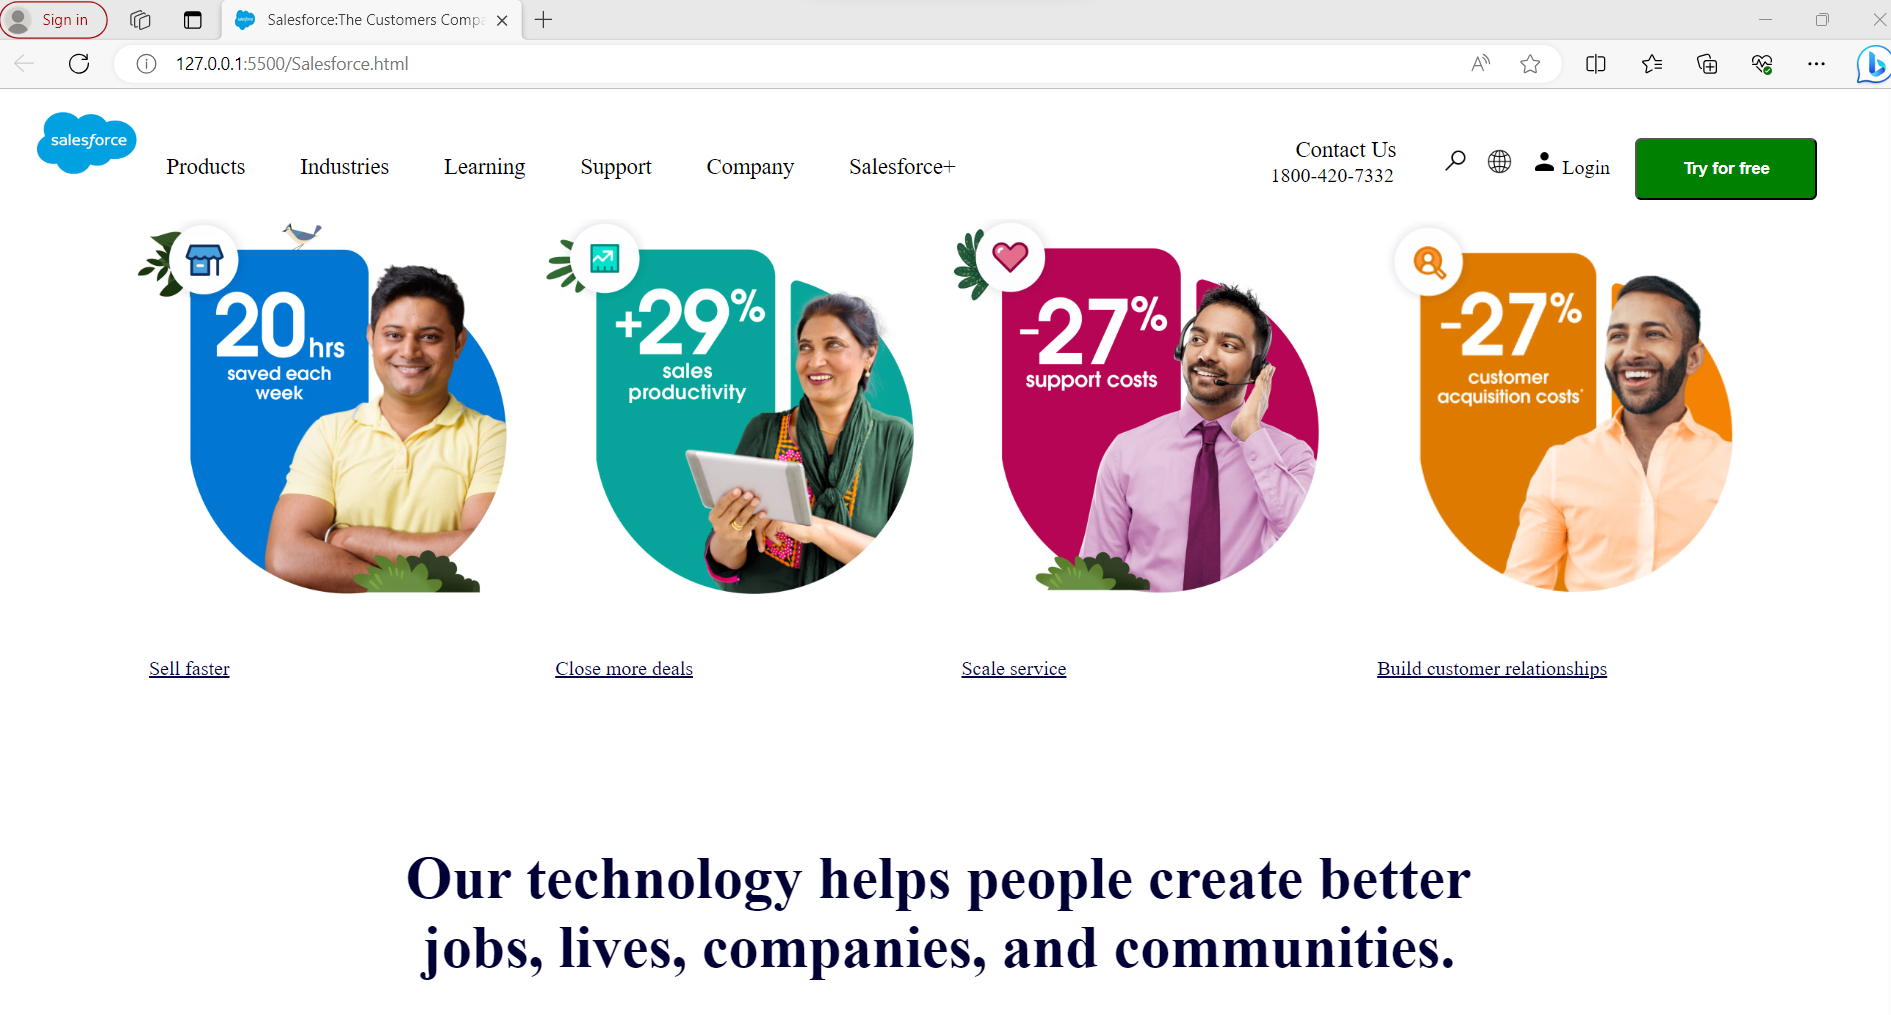 Sign in
Salesforce:The Customers Comp
127.0.0.1:5500/Salesforce.html
salesforce
Products Industries Learning Support Company Salesforce+
Contact Us
1800-420-7332
Login
Try for free
20 hrs
saved each
week
+29%
sales
productivity
-27%
support costs
-27%
customer
acquisition costs*
Sell faster
Close more deals
Scale service
Build customer relationships
Our technology helps people create better
jobs, lives, companies, and communities.